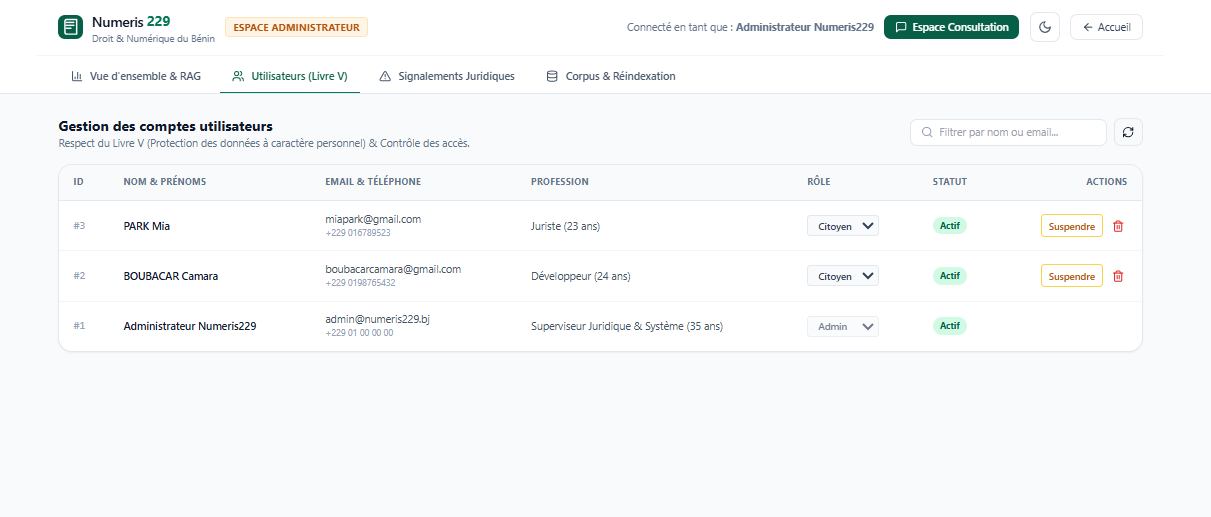 Numeris 229
Droit & Numérique du Bénin
ESPACE ADMINISTRATEUR
Connecté en tant que : Administrateur Numeris229
Espace Consultation
← Accueil
Vue d'ensemble & RAG
Utilisateurs (Livre V)
Signalements Juridiques
Corpus & Réindexation
Gestion des comptes utilisateurs
Respect du Livre V (Protection des données à caractère personnel) & Contrôle des accès.
Filtrer par nom ou email...
ID NOM & PRÉNOMS EMAIL & TÉLÉPHONE PROFESSION RÔLE STATUT ACTIONS
#3 PARK Mia miapark@gmail.com Juriste (23 ans) Citoyen Actif Suspendre
+229 016789523
#2 BOUBACAR Camara boubacarcamara@gmail.com Développeur (24 ans) Citoyen Actif Suspendre
+229 0198765432
#1 Administrateur Numeris229 admin@numeris229.bj Superviseur Juridique & Système (35 ans) Admin Actif
+229 01 00 00 00